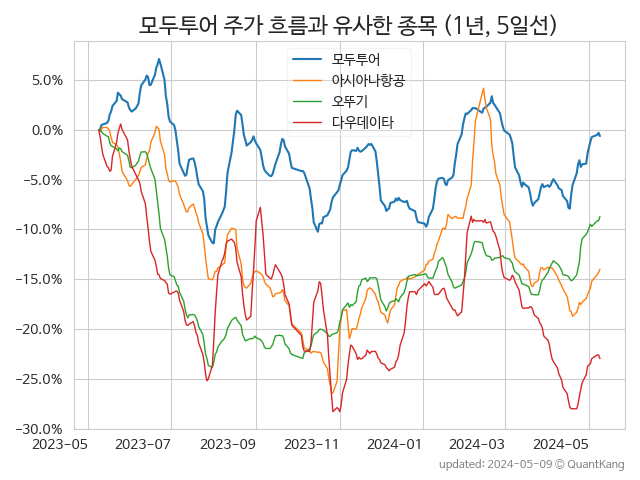 모두투어 주가 흐름과 유사한 종목 (1년, 5일선)
모두투어
아시아나항공
오뚜기
다우데이타
5.0%
0.0%
−5.0%
−10.0%
−15.0%
−20.0%
−25.0%
−30.0%
2023-05 2023-07 2023-09 2023-11 2024-01 2024-03 2024-05
updated: 2024-05-09 © QuantKang